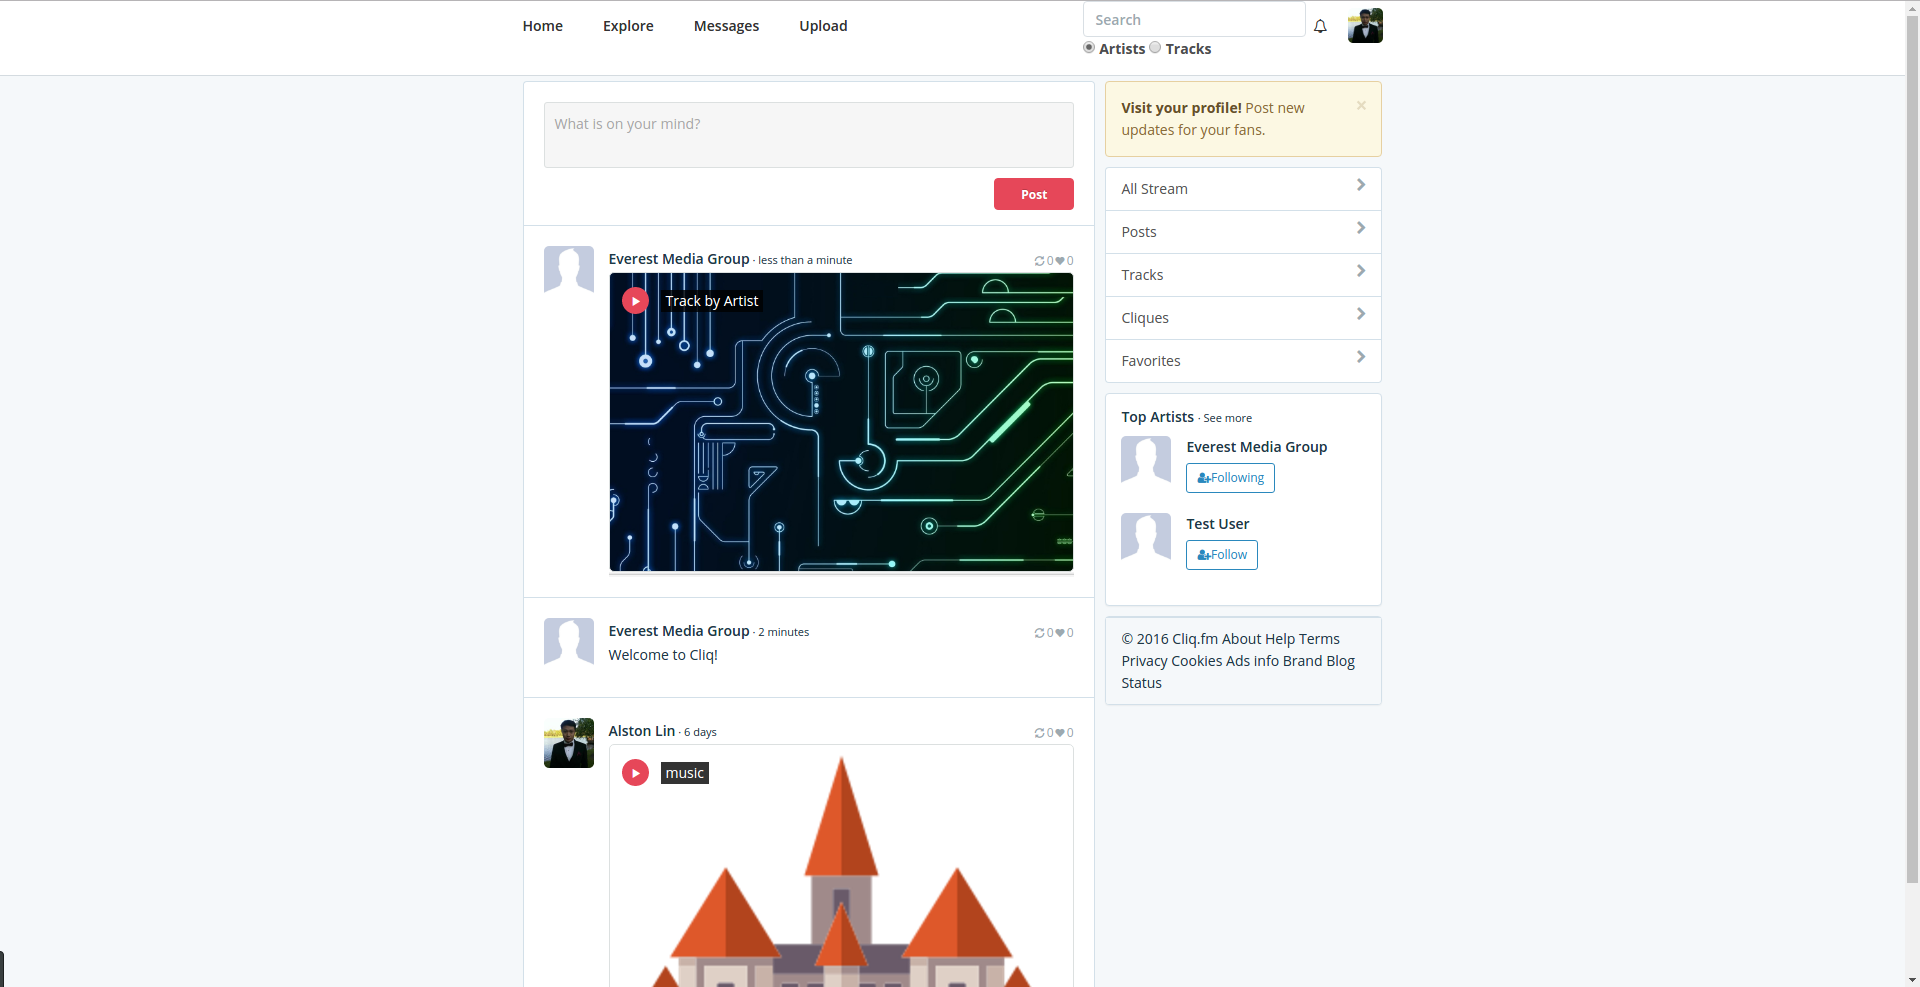 Home Explore Messages Upload
Search
Artists Tracks
What is on your mind?
Post
Everest Media Group · less than a minute 0 0
Track by Artist
Everest Media Group · 2 minutes 0 0
Welcome to Cliq!
Alston Lin · 6 days 0 0
music
Visit your profile! Post new
updates for your fans.
×
All Stream
Posts
Tracks
Cliques
Favorites
Top Artists · See more
Everest Media Group
Following
Test User
Follow
© 2016 Cliq.fm About Help Terms
Privacy Cookies Ads info Brand Blog
Status